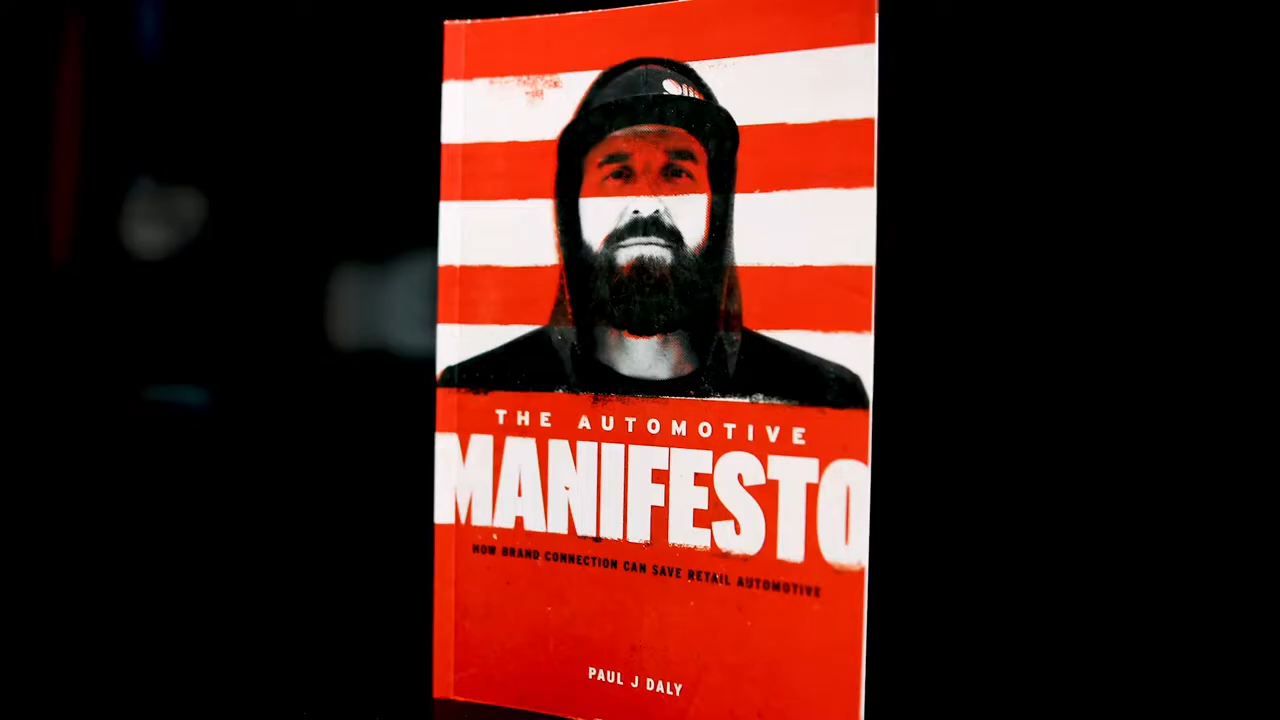 THE AUTOMOTIVE
MANIFESTO
HOW BRAND CONNECTION CAN SAVE RETAIL AUTOMOTIVE
PAUL J DALY